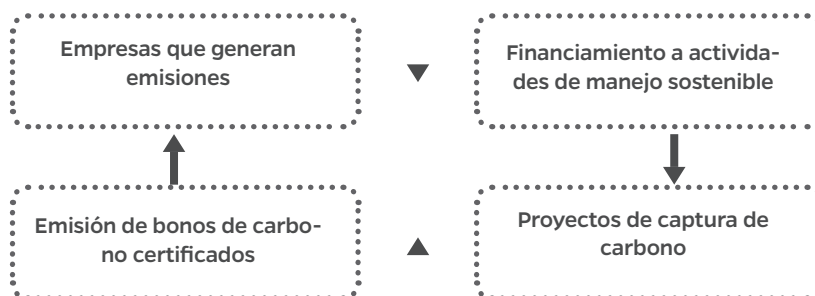 Empresas que generan
emisiones
Financiamiento a activida-
des de manejo sostenible
Emisión de bonos de carbo-
no certificados
Proyectos de captura de
carbono